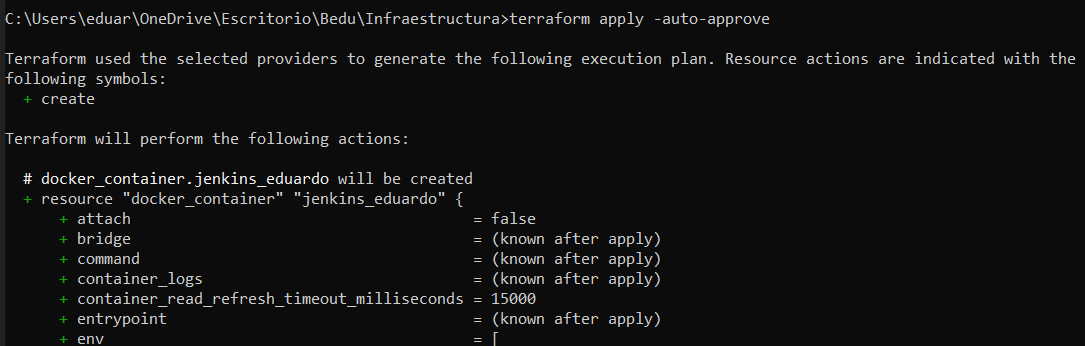 C:\Users\eduar\OneDrive\Escritorio\Bedu\Infraestructura>terraform apply -auto-approve
Terraform used the selected providers to generate the following execution plan. Resource actions are indicated with the
following symbols:
+ create
Terraform will perform the following actions:
# docker_container.jenkins_eduardo will be created
+ resource "docker_container" "jenkins_eduardo" {
+ attach = false
+ bridge = (known after apply)
+ command = (known after apply)
+ container_logs = (known after apply)
+ container_read_refresh_timeout_milliseconds = 15000
+ entrypoint = (known after apply)
+ env = [